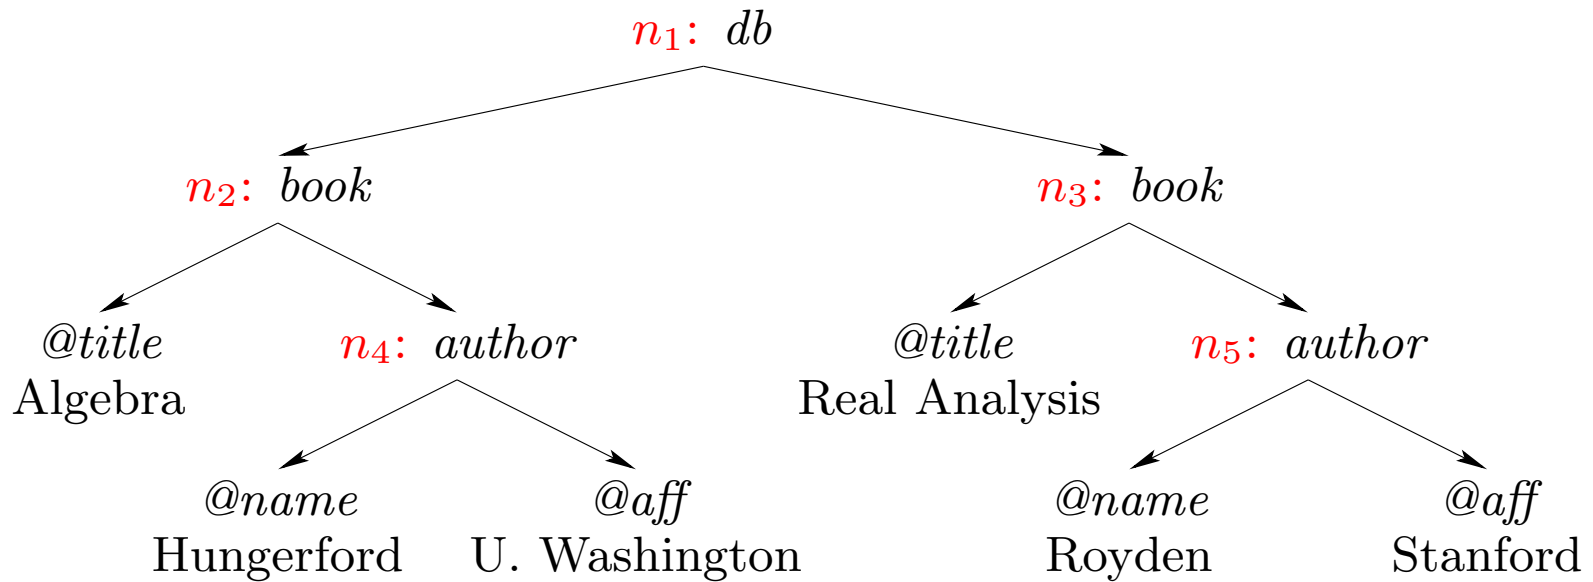 n₁: db
n₂: book
n₃: book
@title
n₄: author
@title
n₅: author
Algebra
Real Analysis
@name
@aff
@name
@aff
Hungerford
U. Washington
Royden
Stanford